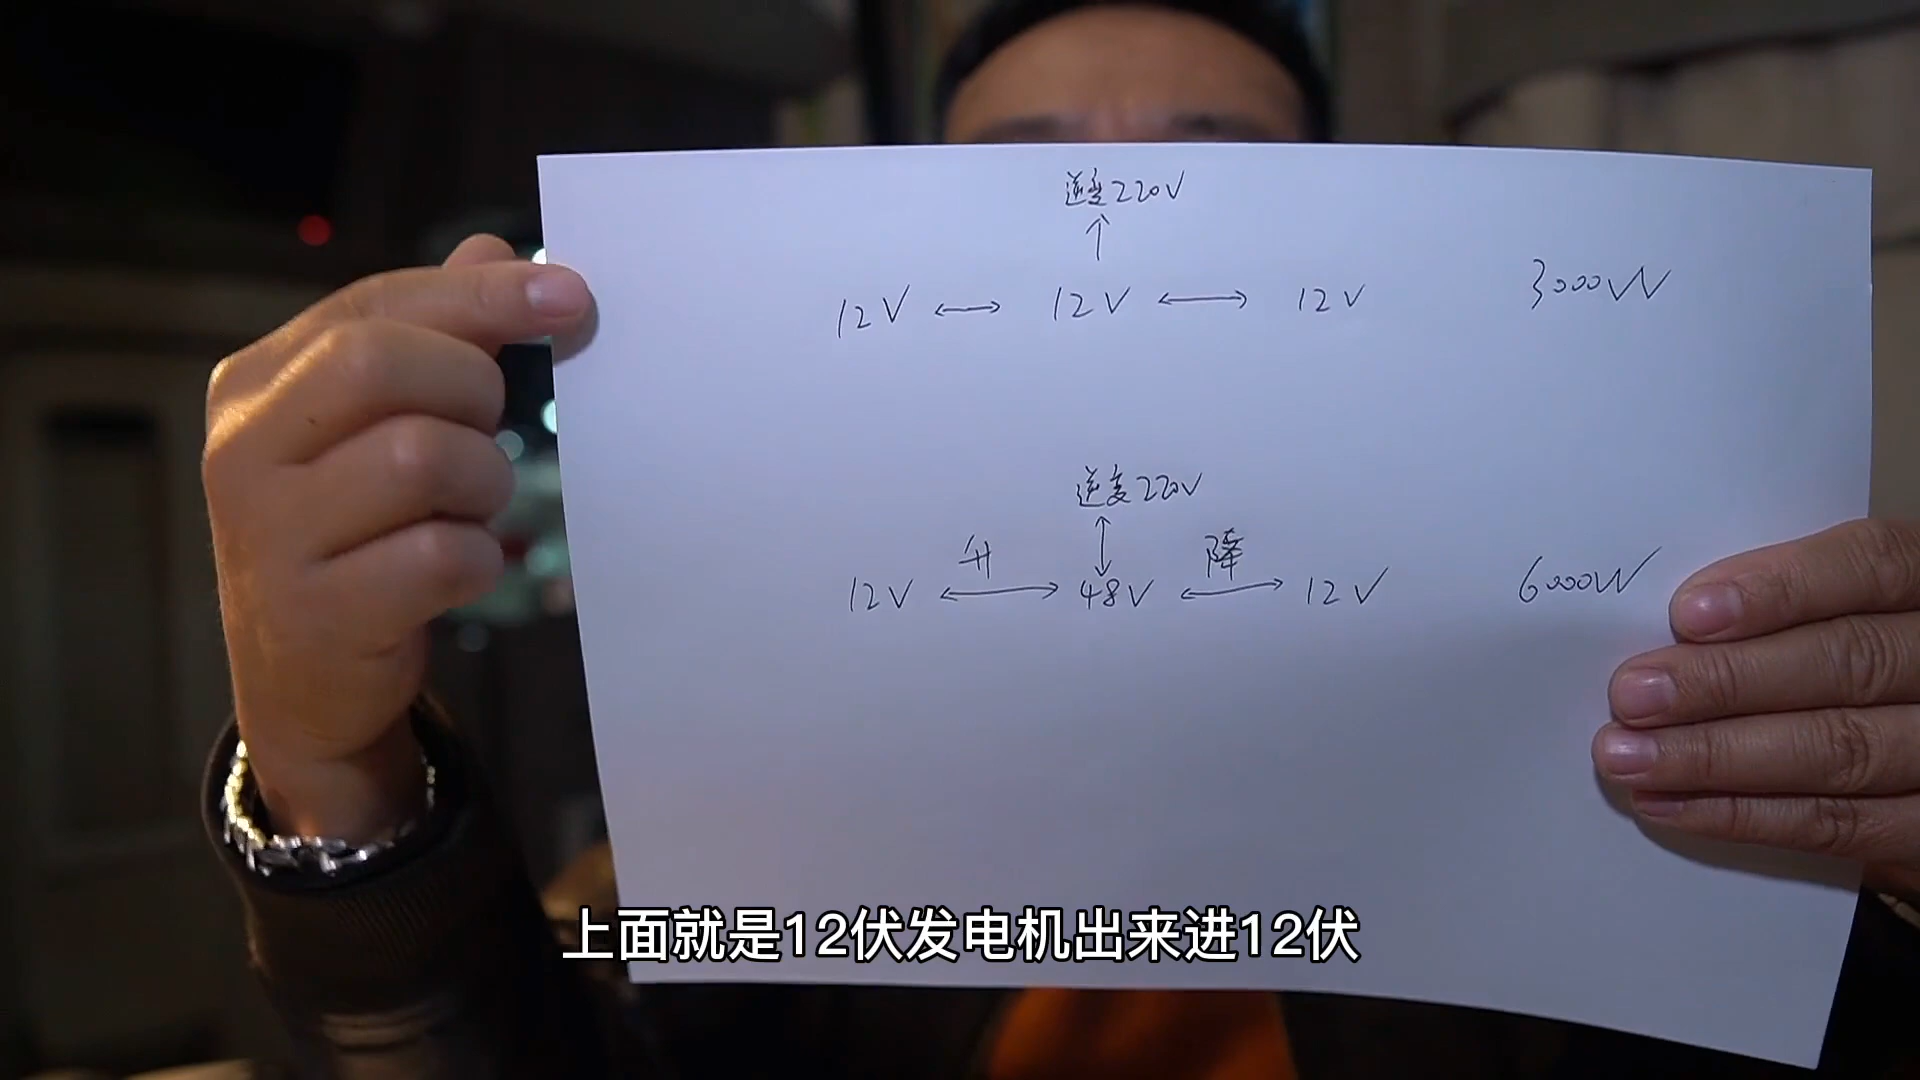 逆变220V
↑
12V ↔ 12V ↔ 12V 3000W
逆变220V
升 ↕ 降
12V ↔ 48V ↔ 12V 6000W
上面就是12伏发电机出来进12伏